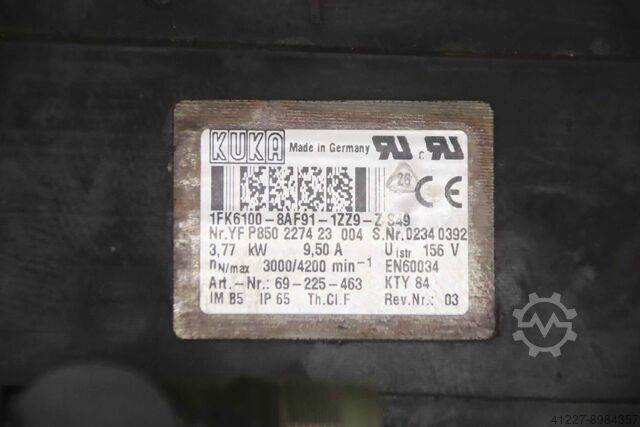 KUKA Made in Germany
28
1FK6100-8AF91-1ZZ9-Z S49
Nr.YF P850 2274 23 004 S.Nr.0234 0392
3,77 kW 9,50 A Uistr 156 V
nN/max 3000/4200 min-1 EN60034
Art.-Nr.: 69-225-463 KTY 84
IM B5 IP 65 Th.Cl.F Rev.Nr.: 03
41227-8984357